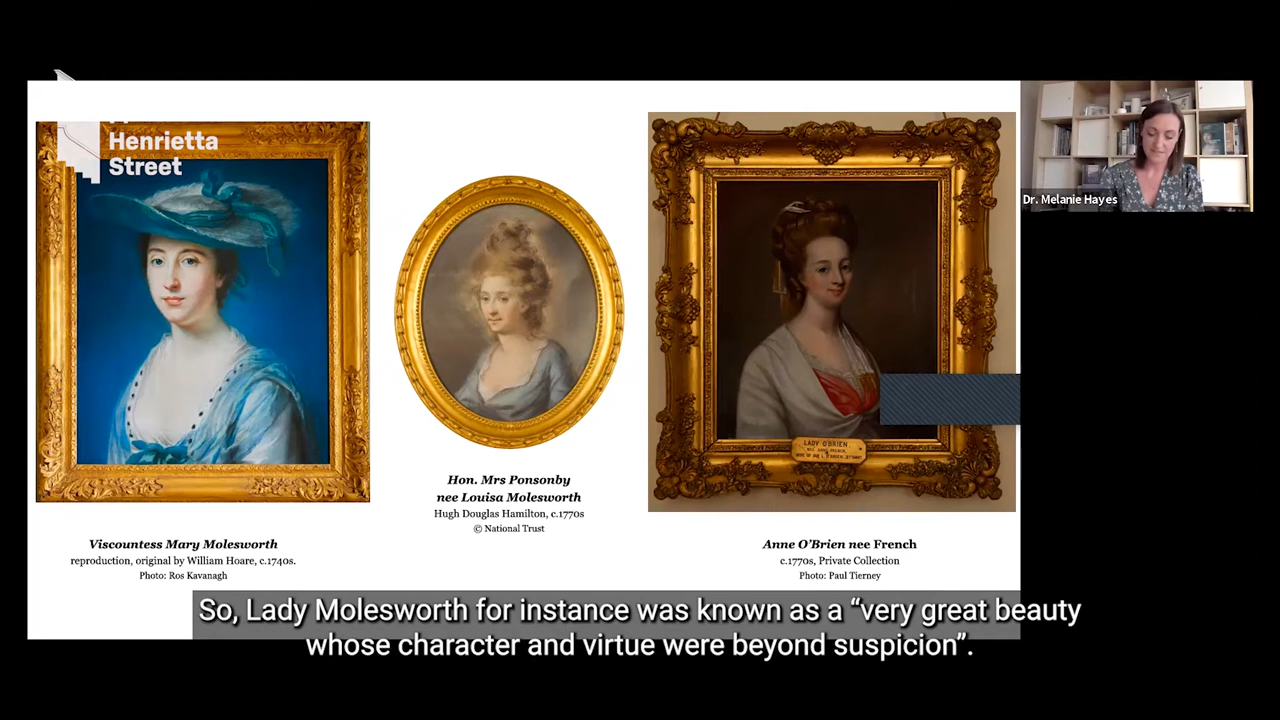 Henrietta
Street
Dr. Melanie Hayes
LADY O'BRIEN,
Hon. Mrs Ponsonby
nee Louisa Molesworth
Hugh Douglas Hamilton, c.1770s
© National Trust
Viscountess Mary Molesworth
reproduction, original by William Hoare, c.1740s.
Photo: Ros Kavanagh
Anne O'Brien nee French
c.1770s, Private Collection
Photo: Paul Tierney
So, Lady Molesworth for instance was known as a “very great beauty
whose character and virtue were beyond suspicion”.